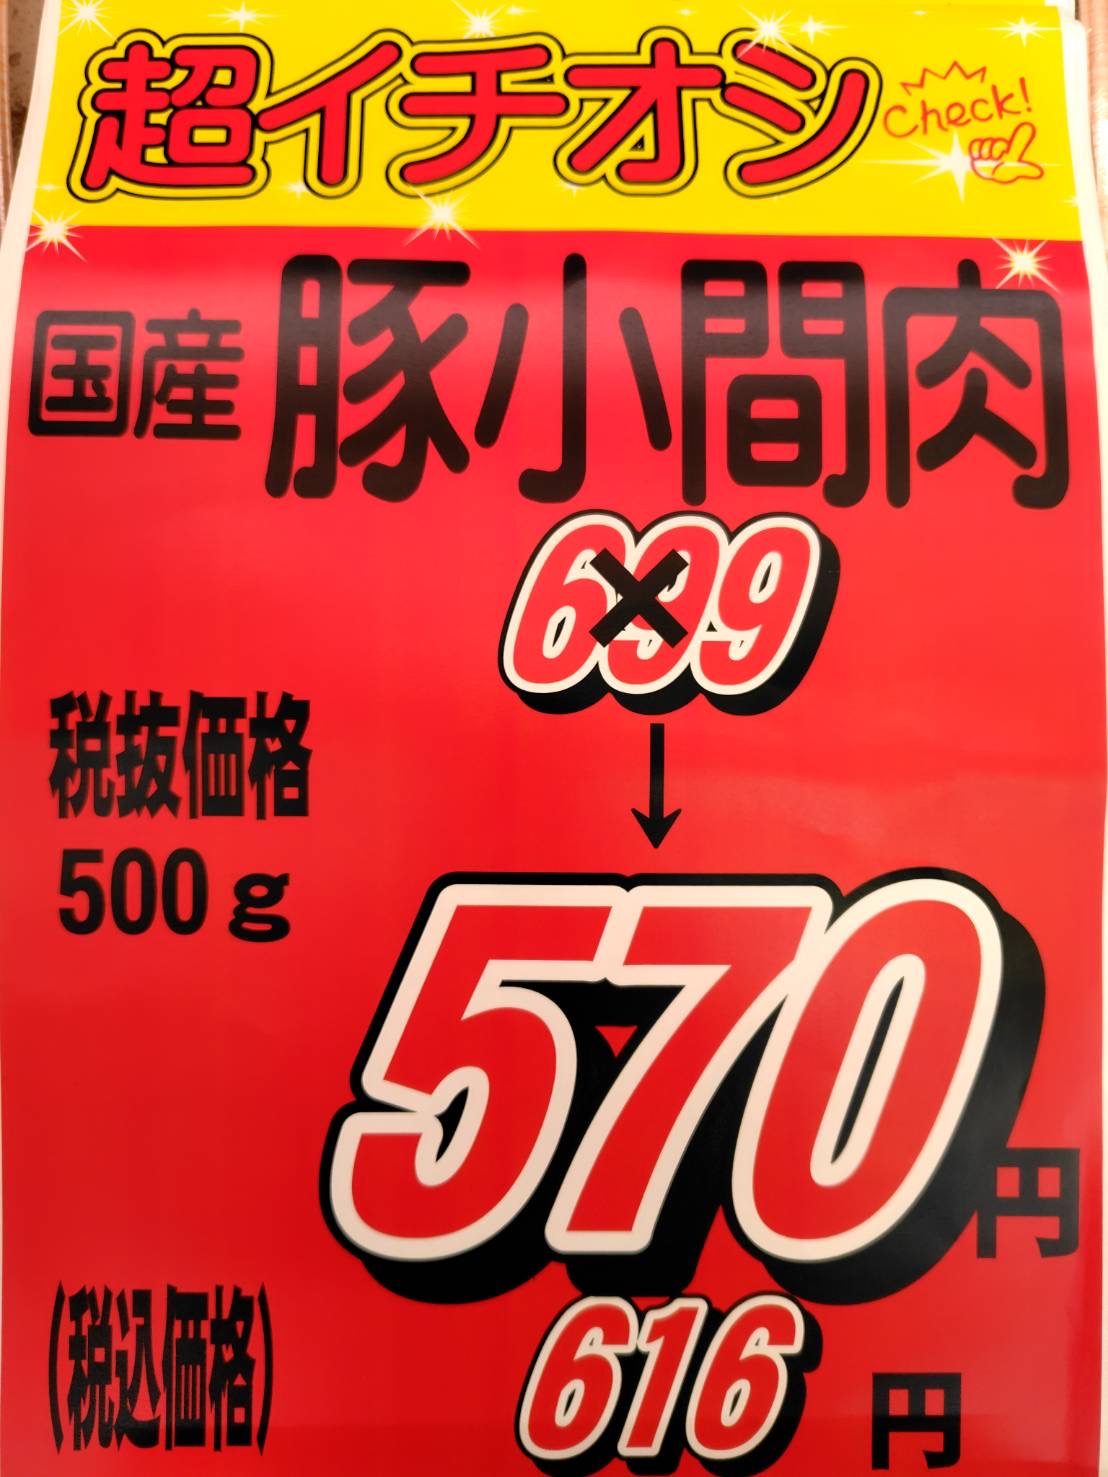 超イチオシ
Check!
国産 豚小間肉
699
↓
税抜価格
500g
570円
(税込価格)
616円